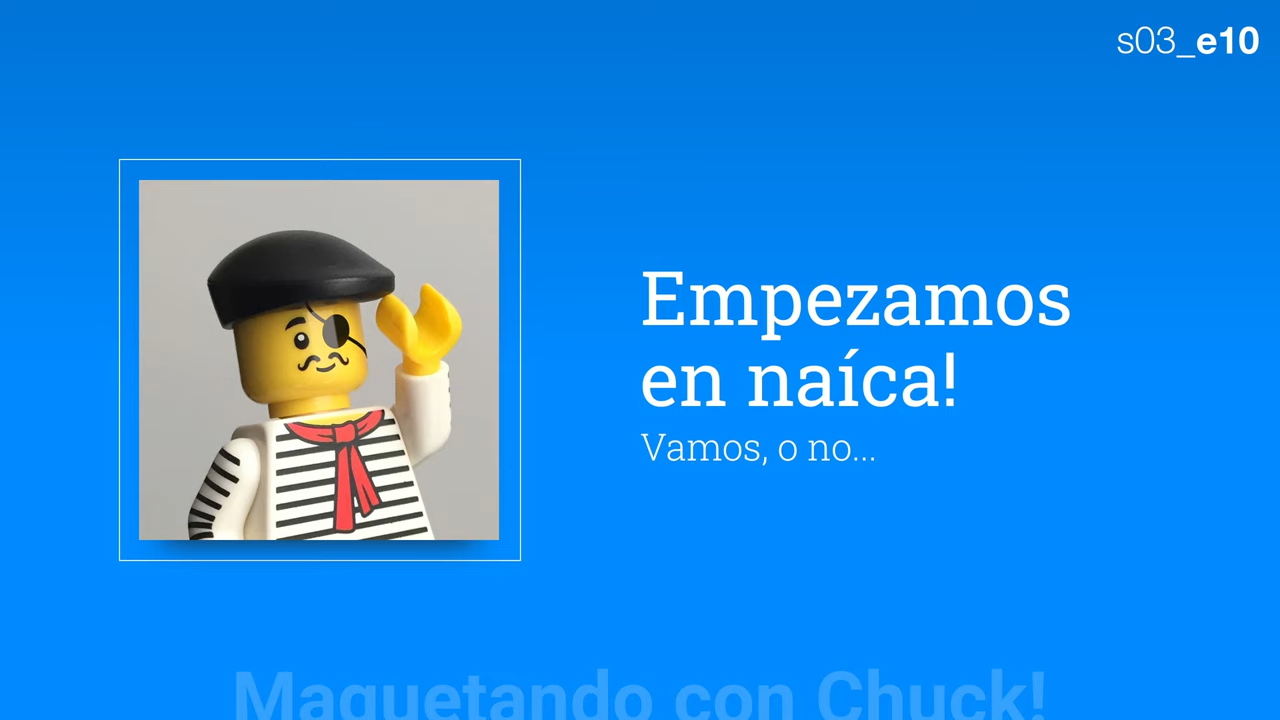 s03_e10
Empezamos
en naíca!
Vamos, o no...
Maquetando con Chuck!